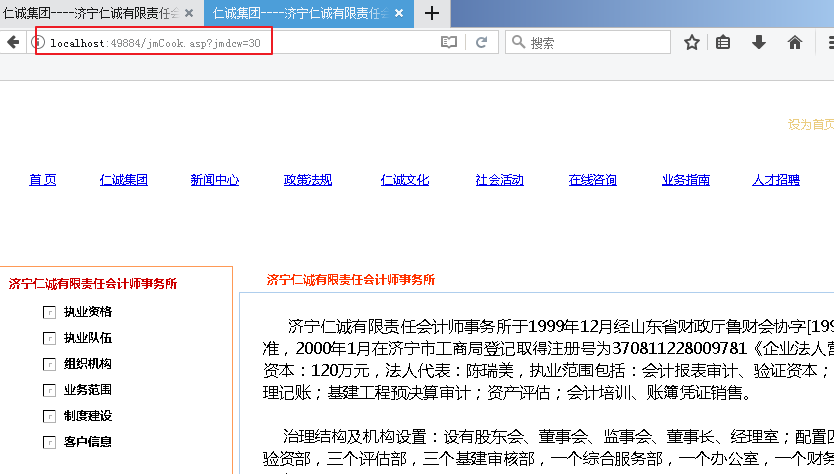 仁诚集团----济宁仁诚有限责任会 仁诚集团----济宁仁诚有限责任会
localhost:49884/jmCook.asp?jmdcw=30 搜索
设为首页
首 页 仁诚集团 新闻中心 政策法规 仁诚文化 社会活动 在线咨询 业务指南 人才招聘
济宁仁诚有限责任会计师事务所
执业资格
执业队伍
组织机构
业务范围
制度建设
客户信息
济宁仁诚有限责任会计师事务所
济宁仁诚有限责任会计师事务所于1999年12月经山东省财政厅鲁财会协字[199
准，2000年1月在济宁市工商局登记取得注册号为370811228009781《企业法人营
资本：120万元，法人代表：陈瑞美，执业范围包括：会计报表审计、验证资本；
理记账；基建工程预决算审计；资产评估；会计培训、账簿凭证销售。
治理结构及机构设置：设有股东会、董事会、监事会、董事长、经理室；配置四
验资部，三个评估部，三个基建审核部，一个综合服务部，一个办公室，一个财务